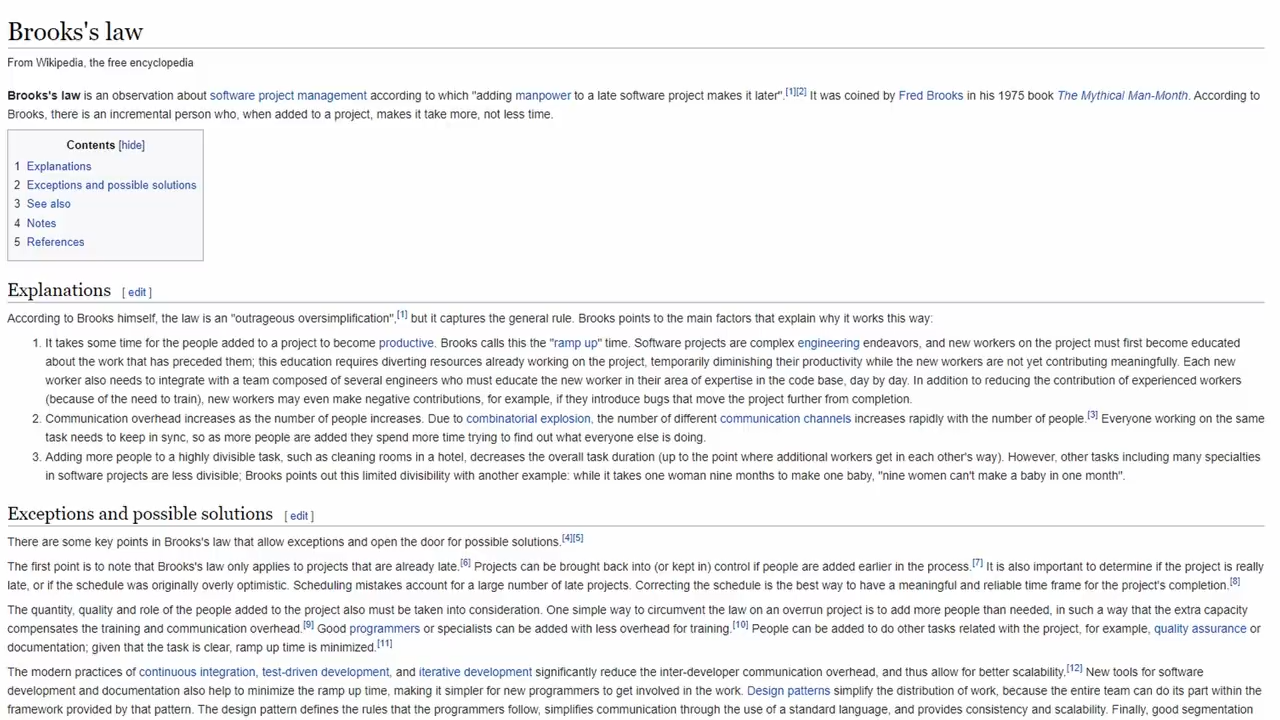 Brooks's law
From Wikipedia, the free encyclopedia
Brooks's law is an observation about software project management according to which "adding manpower to a late software project makes it later".[1][2] It was coined by Fred Brooks in his 1975 book The Mythical Man-Month. According to
Brooks, there is an incremental person who, when added to a project, makes it take more, not less time.
Contents [hide]
1 Explanations
2 Exceptions and possible solutions
3 See also
4 Notes
5 References
Explanations [ edit ]
According to Brooks himself, the law is an "outrageous oversimplification",[1] but it captures the general rule. Brooks points to the main factors that explain why it works this way:
1. It takes some time for the people added to a project to become productive. Brooks calls this the "ramp up" time. Software projects are complex engineering endeavors, and new workers on the project must first become educated
about the work that has preceded them; this education requires diverting resources already working on the project, temporarily diminishing their productivity while the new workers are not yet contributing meaningfully. Each new
worker also needs to integrate with a team composed of several engineers who must educate the new worker in their area of expertise in the code base, day by day. In addition to reducing the contribution of experienced workers
(because of the need to train), new workers may even make negative contributions, for example, if they introduce bugs that move the project further from completion.
2. Communication overhead increases as the number of people increases. Due to combinatorial explosion, the number of different communication channels increases rapidly with the number of people.[3] Everyone working on the same
task needs to keep in sync, so as more people are added they spend more time trying to find out what everyone else is doing.
3. Adding more people to a highly divisible task, such as cleaning rooms in a hotel, decreases the overall task duration (up to the point where additional workers get in each other's way). However, other tasks including many specialties
in software projects are less divisible; Brooks points out this limited divisibility with another example: while it takes one woman nine months to make one baby, "nine women can't make a baby in one month".
Exceptions and possible solutions [ edit ]
There are some key points in Brooks's law that allow exceptions and open the door for possible solutions.[4][5]
The first point is to note that Brooks's law only applies to projects that are already late.[6] Projects can be brought back into (or kept in) control if people are added earlier in the process.[7] It is also important to determine if the project is really
late, or if the schedule was originally overly optimistic. Scheduling mistakes account for a large number of late projects. Correcting the schedule is the best way to have a meaningful and reliable time frame for the project's completion.[8]
The quantity, quality and role of the people added to the project also must be taken into consideration. One simple way to circumvent the law on an overrun project is to add more people than needed, in such a way that the extra capacity
compensates the training and communication overhead.[9] Good programmers or specialists can be added with less overhead for training.[10] People can be added to do other tasks related with the project, for example, quality assurance or
documentation; given that the task is clear, ramp up time is minimized.[11]
The modern practices of continuous integration, test-driven development, and iterative development significantly reduce the inter-developer communication overhead, and thus allow for better scalability.[12] New tools for software
development and documentation also help to minimize the ramp up time, making it simpler for new programmers to get involved in the work. Design patterns simplify the distribution of work, because the entire team can do its part within the
framework provided by that pattern. The design pattern defines the rules that the programmers follow, simplifies communication through the use of a standard language, and provides consistency and scalability. Finally, good segmentation